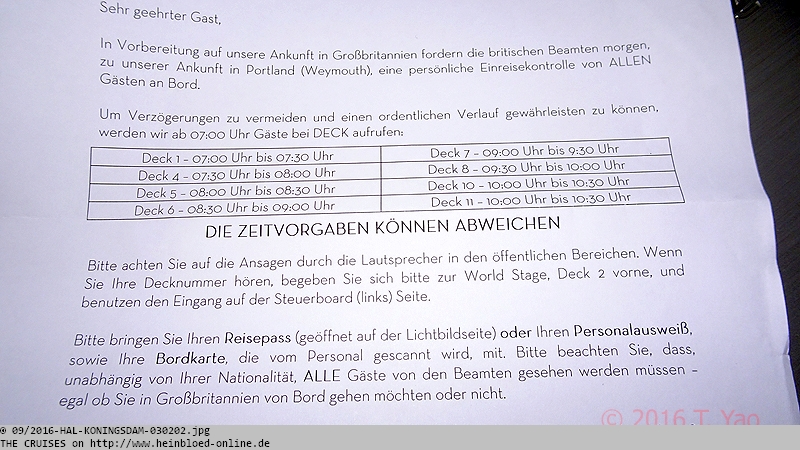 Sehr geehrter Gast,
In Vorbereitung auf unsere Ankunft in Großbritannien fordern die britischen Beamten morgen,
zu unserer Ankunft in Portland (Weymouth), eine persönliche Einreisekontrolle von ALLEN
Gästen an Bord.
Um Verzögerungen zu vermeiden und einen ordentlichen Verlauf gewährleisten zu können,
werden wir ab 07:00 Uhr Gäste bei DECK aufrufen:
Deck 1 - 07:00 Uhr bis 07:30 Uhr
Deck 7 - 09:00 Uhr bis 9:30 Uhr
Deck 4 - 07:30 Uhr bis 08:00 Uhr
Deck 8 - 09:30 Uhr bis 10:00 Uhr
Deck 5 - 08:00 Uhr bis 08:30 Uhr
Deck 10 - 10:00 Uhr bis 10:30 Uhr
Deck 6 - 08:30 Uhr bis 09:00 Uhr
Deck 11 - 10:00 Uhr bis 10:30 Uhr
DIE ZEITVORGABEN KÖNNEN ABWEICHEN
Bitte achten Sie auf die Ansagen durch die Lautsprecher in den öffentlichen Bereichen. Wenn
Sie Ihre Decknummer hören, begeben Sie sich bitte zur World Stage, Deck 2 vorne, und
benutzen den Eingang auf der Steuerboard (links) Seite.
Bitte bringen Sie Ihren Reisepass (geöffnet auf der Lichtbildseite) oder Ihren Personalausweiß,
sowie Ihre Bordkarte, die vom Personal gescannt wird, mit. Bitte beachten Sie, dass,
unabhängig von Ihrer Nationalität, ALLE Gäste von den Beamten gesehen werden müssen –
egal ob Sie in Großbritannien von Bord gehen möchten oder nicht.
© 2016 T. Yao
© 09/2016-HAL-KONINGSDAM-030202.jpg
THE CRUISES on http://www.heinbloed-online.de